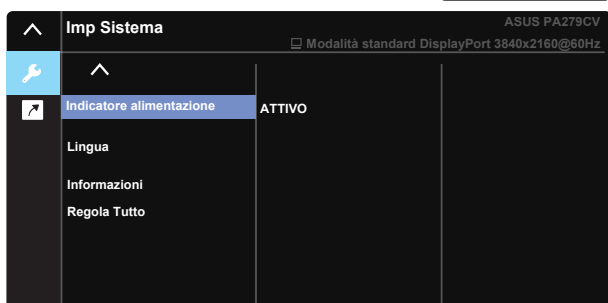 Imp Sistema
ASUS PA279CV
Modalità standard DisplayPort 3840x2160@60Hz
Indicatore alimentazione
ATTIVO
Lingua
Informazioni
Regola Tutto